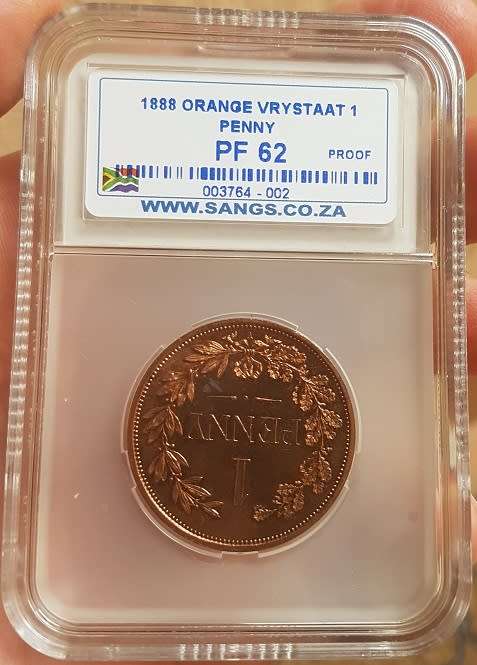 1888 ORANGE VRYSTAAT 1
PENNY
PF 62 PROOF
003764 - 002
WWW.SANGS.CO.ZA
1
PENNY